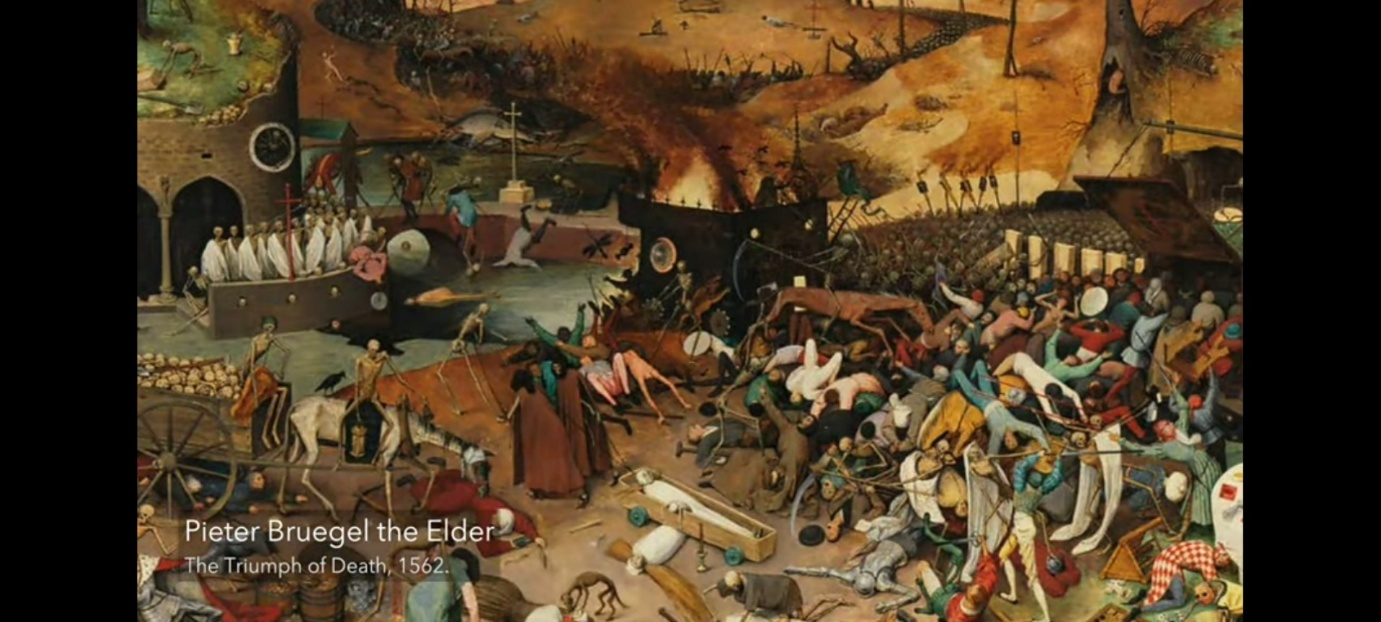 Pieter Bruegel the Elder
The Triumph of Death, 1562.